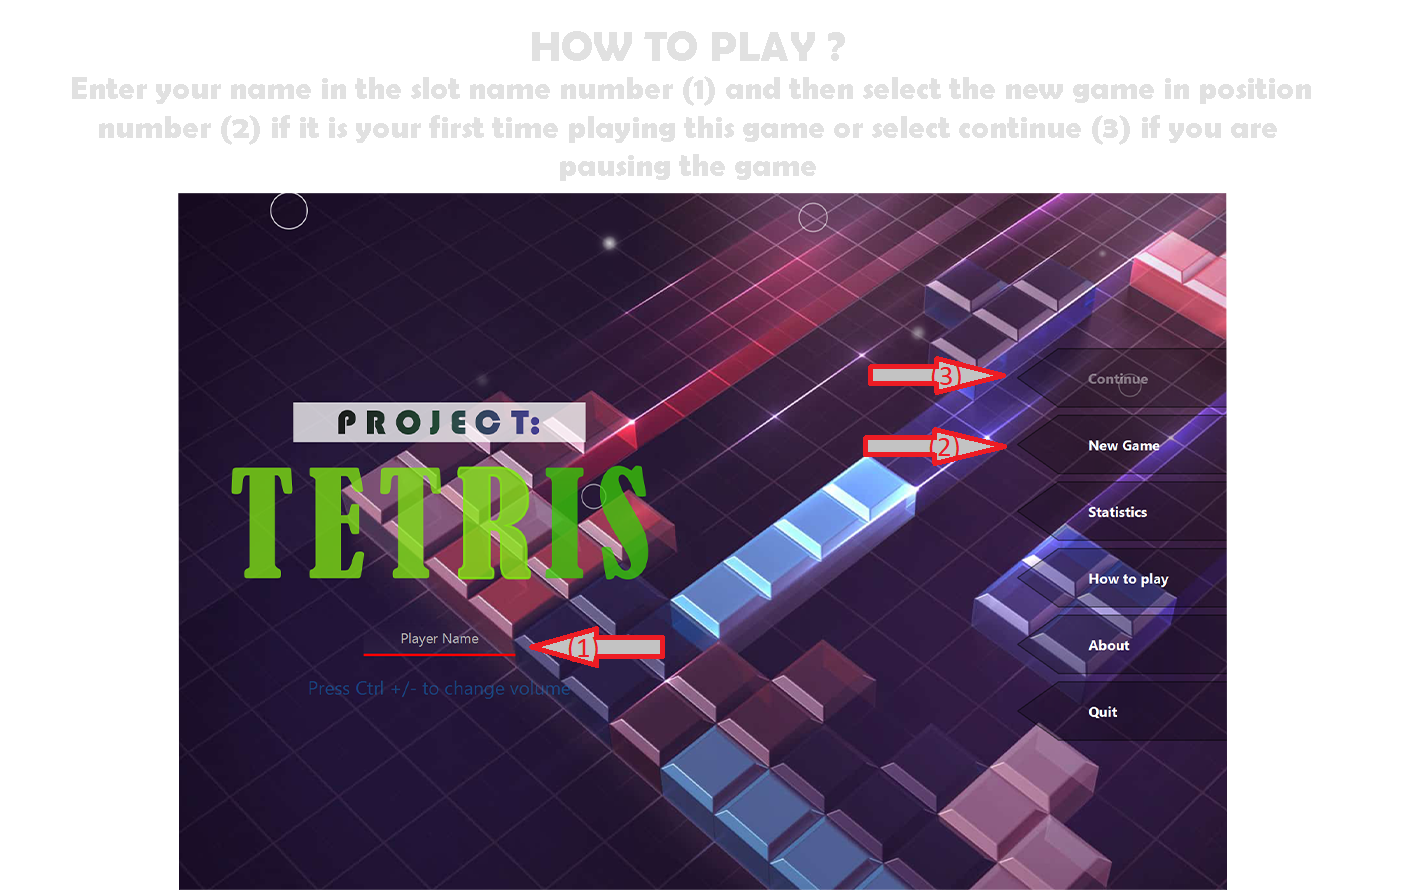 HOW TO PLAY ?
Enter your name in the slot name number (1) and then select the new game in position
number (2) if it is your first time playing this game or select continue (3) if you are
pausing the game
(3)
Continue
PROJECT:
(2)
New Game
TETRIS
Statistics
How to play
Player Name
(1)
About
Press Ctrl +/- to change volume
Quit